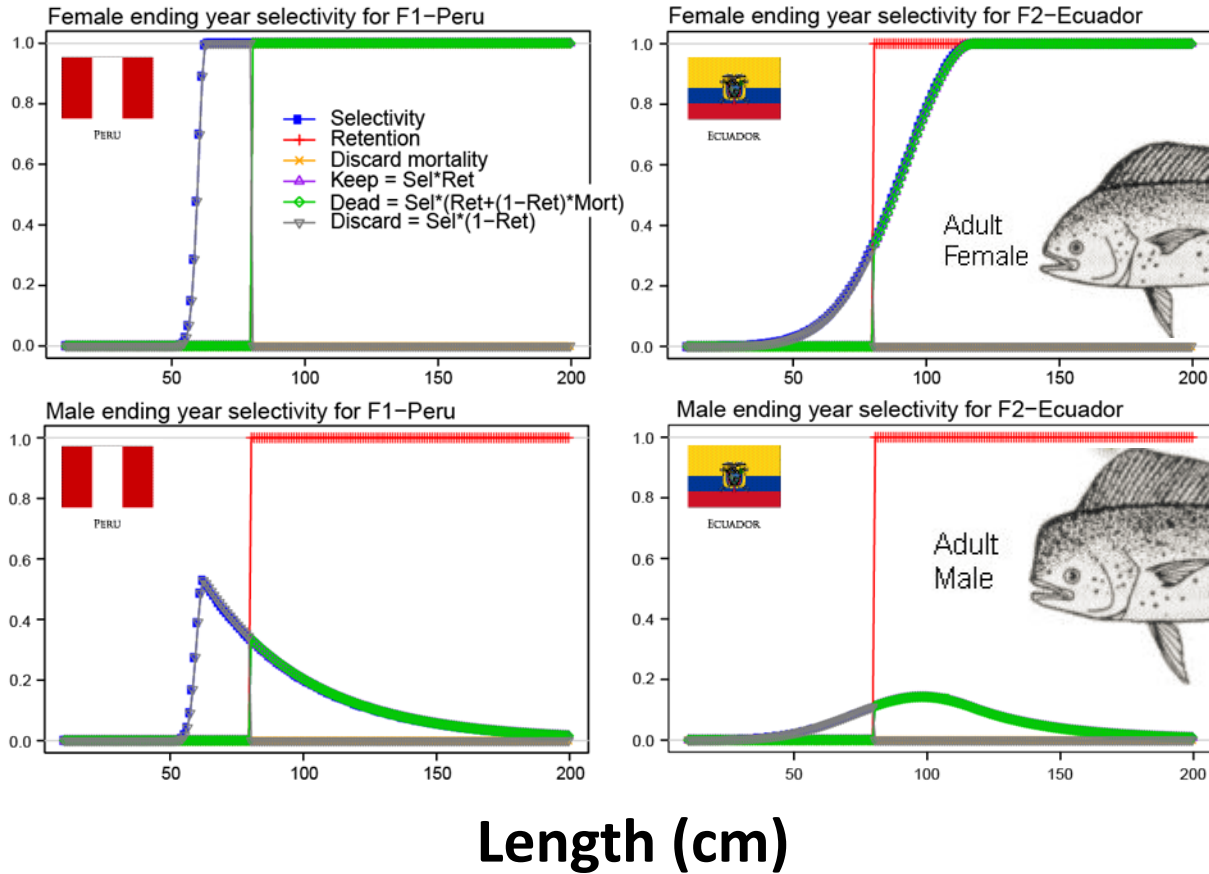 Female ending year selectivity for F1−Peru
1.0
0.8
0.6
0.4
0.2
0.0
50
100
150
200
PERU
Selectivity
Retention
Discard mortality
Keep = Sel*Ret
Dead = Sel*(Ret+(1−Ret)*Mort)
Discard = Sel*(1−Ret)
Female ending year selectivity for F2−Ecuador
1.0
0.8
0.6
0.4
0.2
0.0
50
100
150
200
ECUADOR
Adult
Female
Male ending year selectivity for F1−Peru
1.0
0.8
0.6
0.4
0.2
0.0
50
100
150
200
PERU
Male ending year selectivity for F2−Ecuador
1.0
0.8
0.6
0.4
0.2
0.0
50
100
150
200
ECUADOR
Adult
Male
Length (cm)